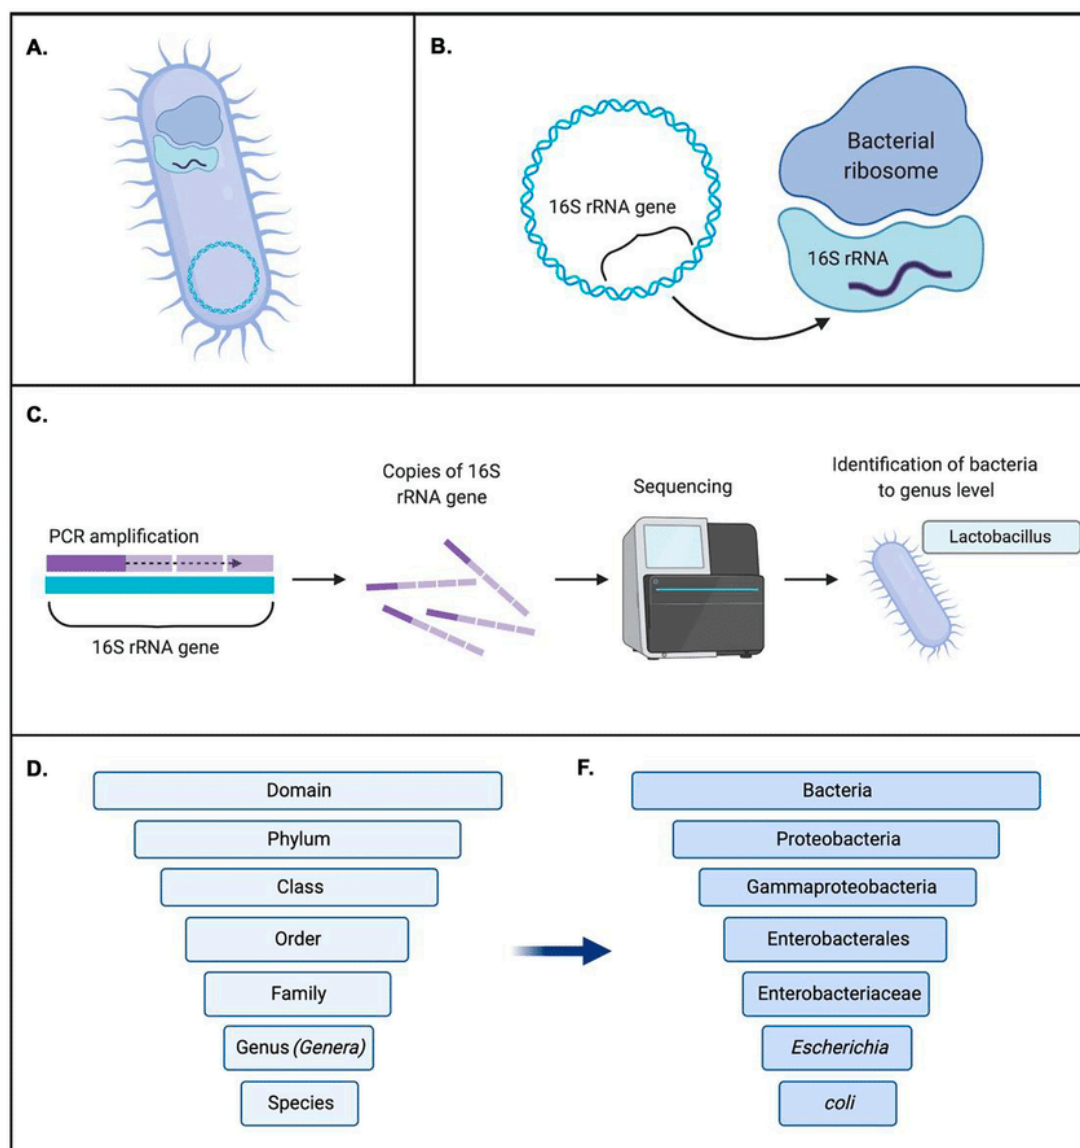 A.
B.
16S rRNA gene
Bacterial
ribosome
16S rRNA
C.
PCR amplification
16S rRNA gene
Copies of 16S
rRNA gene
Sequencing
Identification of bacteria
to genus level
Lactobacillus
D.
Domain
Phylum
Class
Order
Family
Genus (Genera)
Species
F.
Bacteria
Proteobacteria
Gammaproteobacteria
Enterobacterales
Enterobacteriaceae
Escherichia
coli